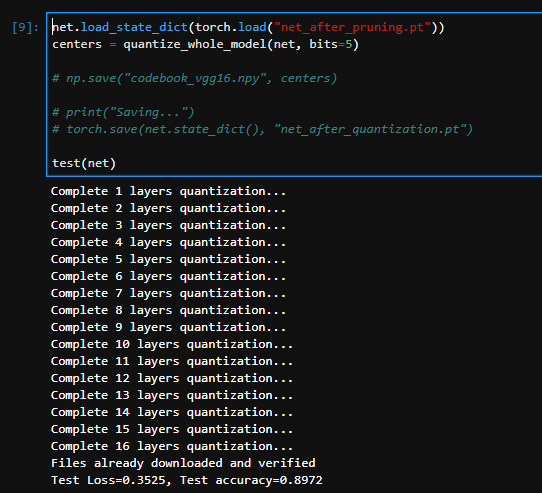 [9]: net.load_state_dict(torch.load("net_after_pruning.pt"))
centers = quantize_whole_model(net, bits=5)
# np.save("codebook_vgg16.npy", centers)
# print("Saving...")
# torch.save(net.state_dict(), "net_after_quantization.pt")
test(net)
Complete 1 layers quantization...
Complete 2 layers quantization...
Complete 3 layers quantization...
Complete 4 layers quantization...
Complete 5 layers quantization...
Complete 6 layers quantization...
Complete 7 layers quantization...
Complete 8 layers quantization...
Complete 9 layers quantization...
Complete 10 layers quantization...
Complete 11 layers quantization...
Complete 12 layers quantization...
Complete 13 layers quantization...
Complete 14 layers quantization...
Complete 15 layers quantization...
Complete 16 layers quantization...
Files already downloaded and verified
Test Loss=0.3525, Test accuracy=0.8972